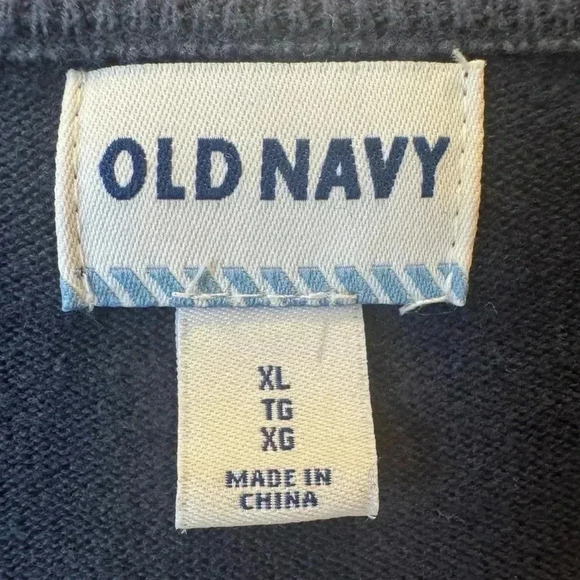 OLD NAVY
XL
TG
XG
MADE IN
CHINA